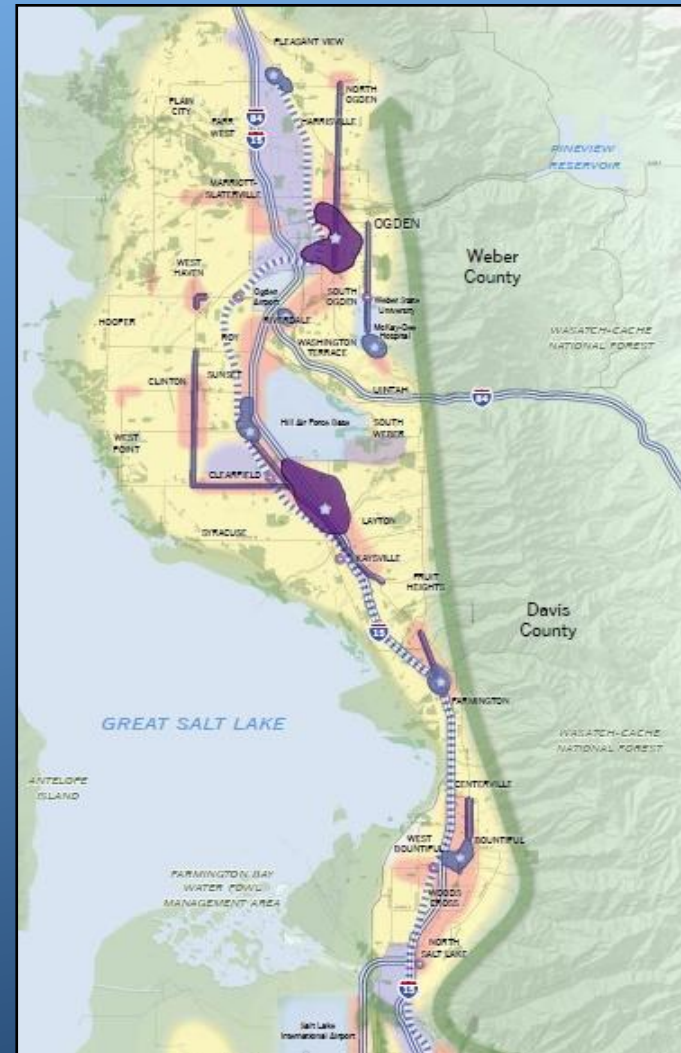 PLEASANT VIEW
PLAIN
CITY
NORTH
OGDEN
84
FARR
WEST
HARRISVILLE
15
PINEVIEW
RESERVOIR
MARRIOTT-
SLATERVILLE
OGDEN
Weber
County
WEST
HAVEN
Ogden
Airport
SOUTH
OGDEN
Weber State
University
HOOPER
RIVERDALE
McKay-Dee
Hospital
ROY
WASHINGTON
TERRACE
WASATCH-CACHE
NATIONAL FOREST
SUNSET
CLINTON
UINTAH
84
Hill Air Force Base
SOUTH
WEBER
WEST
POINT
CLEARFIELD
LAYTON
SYRACUSE
KAYSVILLE
FRUIT
HEIGHTS
Davis
County
15
FARMINGTON
GREAT SALT LAKE
WASATCH-CACHE
NATIONAL FOREST
ANTELOPE
ISLAND
CENTERVILLE
WEST
BOUNTIFUL
BOUNTIFUL
FARMINGTON BAY
WATER FOWL
MANAGEMENT AREA
WOODS
CROSS
NORTH
SALT LAKE
15
Salt Lake
International Airport